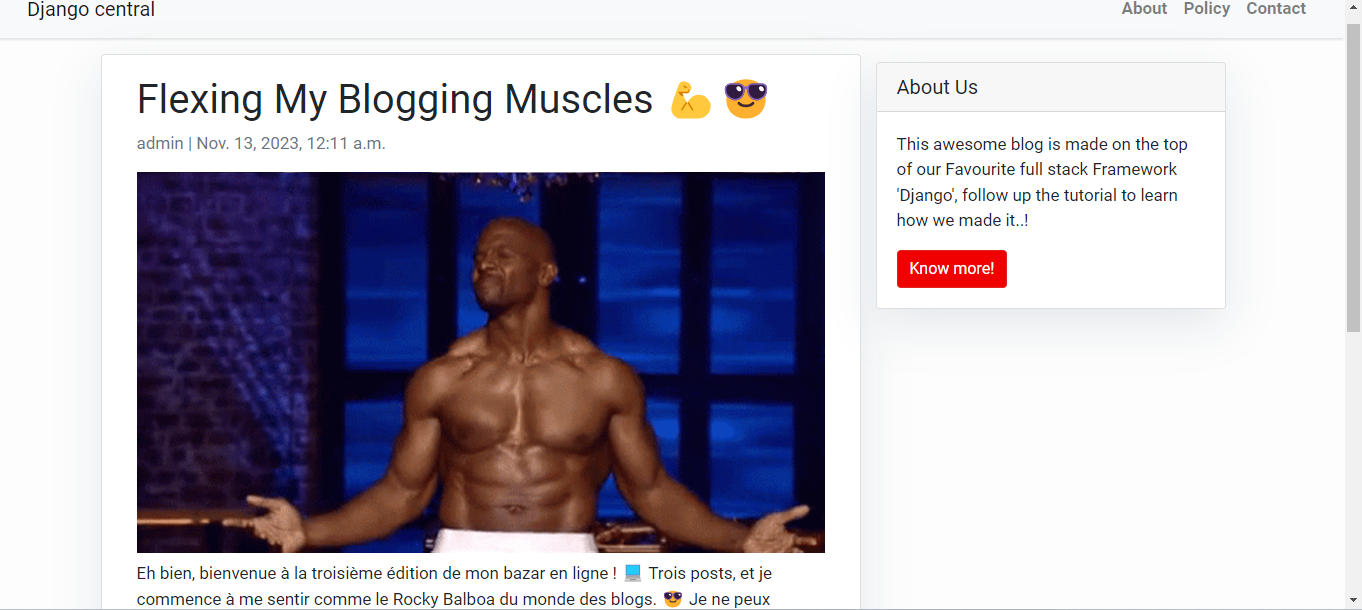 Django central
About Policy Contact
Flexing My Blogging Muscles 💪 😎
admin | Nov. 13, 2023, 12:11 a.m.
Eh bien, bienvenue à la troisième édition de mon bazar en ligne ! 💻 Trois posts, et je
commence à me sentir comme le Rocky Balboa du monde des blogs. 😎 Je ne peux
About Us
This awesome blog is made on the top
of our Favourite full stack Framework
'Django', follow up the tutorial to learn
how we made it..!
Know more!